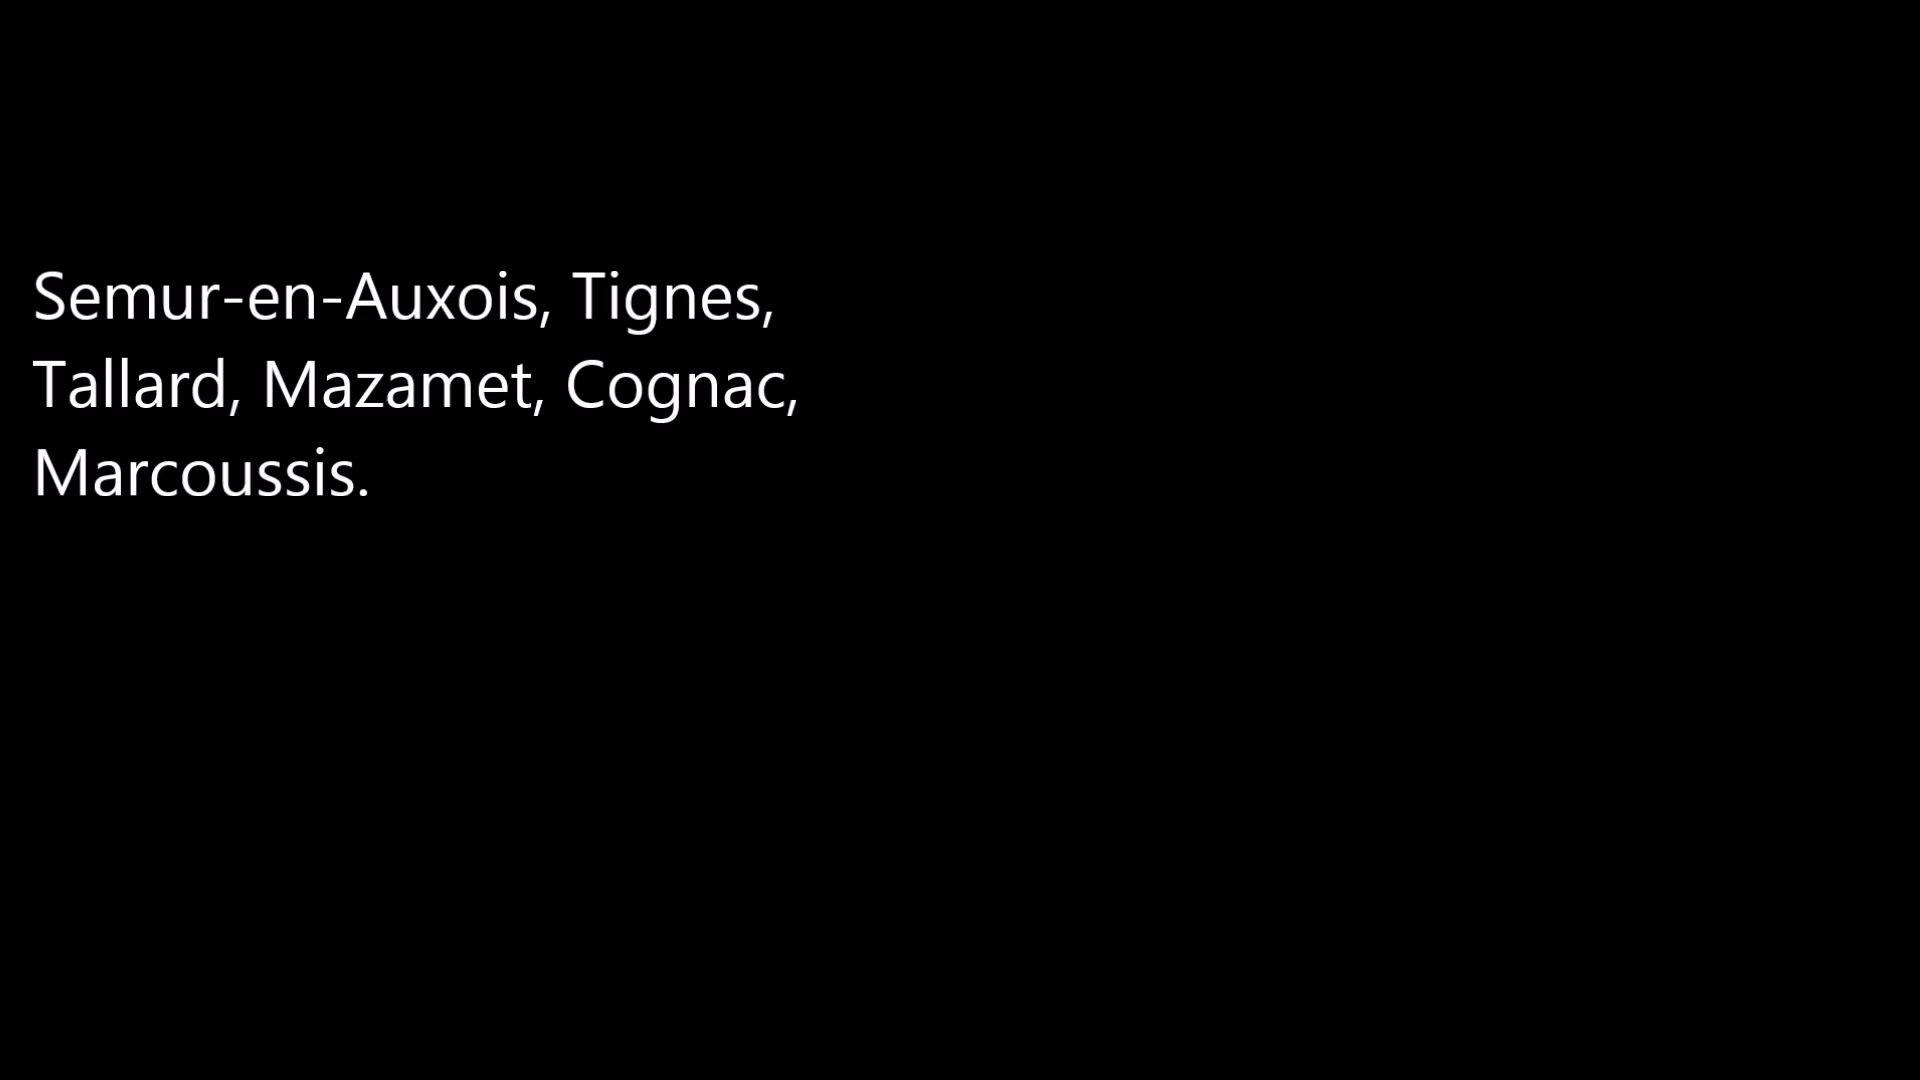 Semur-en-Auxois, Tignes,
Tallard, Mazamet, Cognac,
Marcoussis.